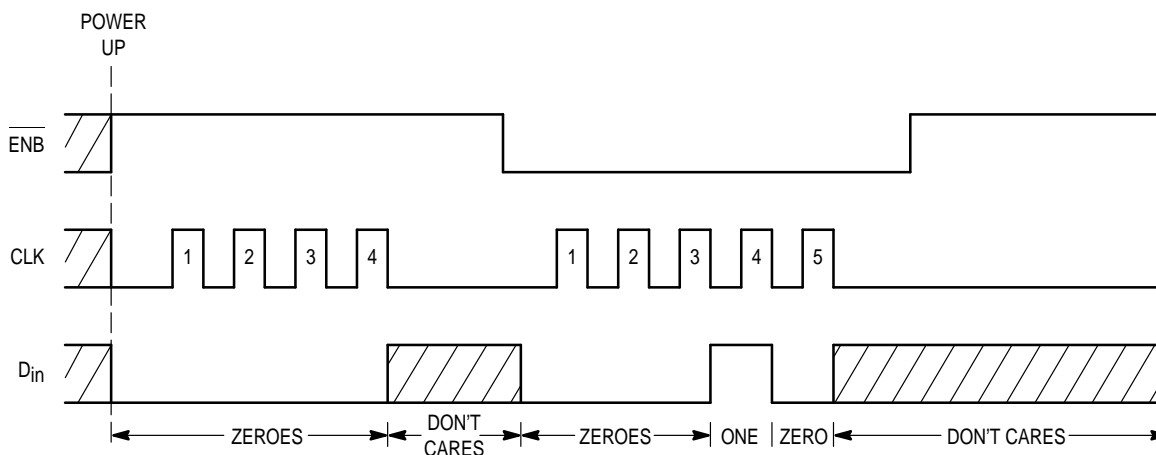 POWER
UP
ENB
CLK
1 2 3 4 1 2 3 4 5
Din
ZEROES DON'T CARES ZEROES ONE ZERO DON'T CARES